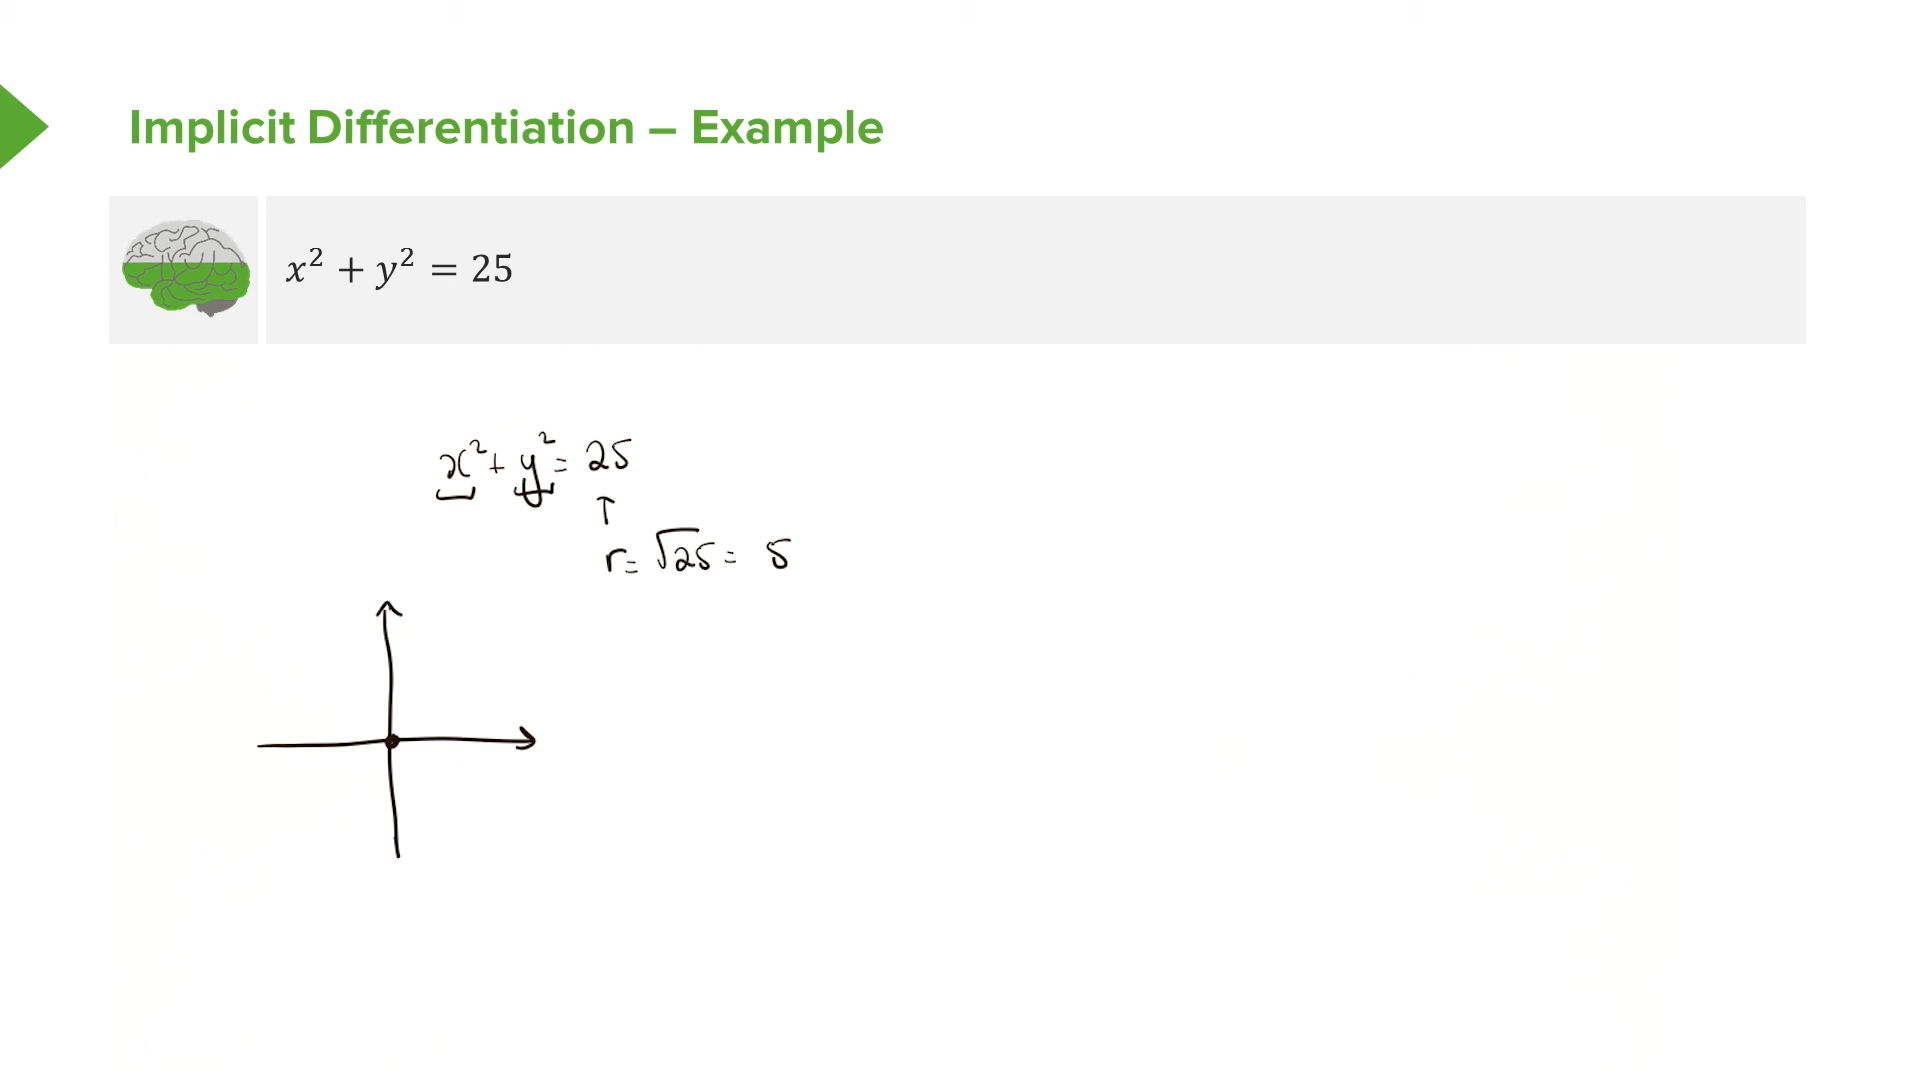 Implicit Differentiation – Example
x² + y² = 25
x² + y² = 25
r = √25 = 5